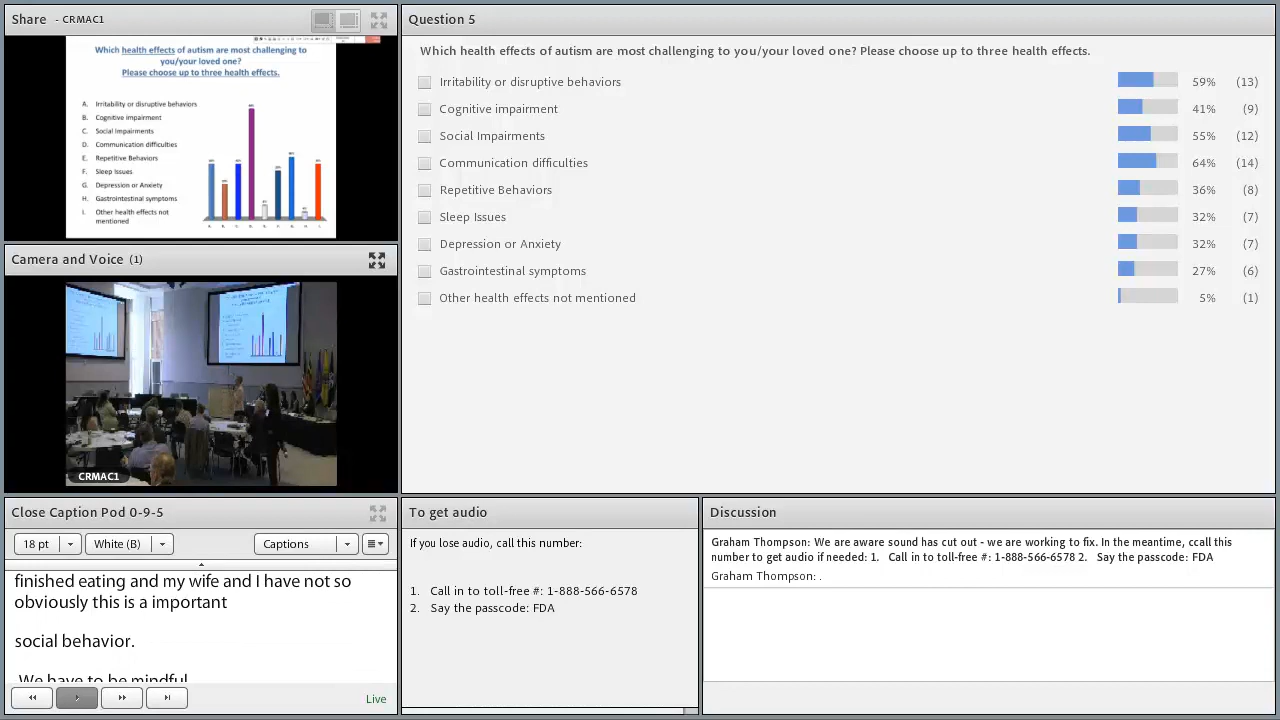 Share - CRMAC1
Which health effects of autism are most challenging to
you/your loved one?
Please choose up to three health effects.
A. Irritability or disruptive behaviors
B. Cognitive impairment
C. Social Impairments
D. Communication difficulties
E. Repetitive Behaviors
F. Sleep Issues
G. Depression or Anxiety
H. Gastrointestinal symptoms
I. Other health effects not
mentioned
Camera and Voice (1)
CRMAC1
Close Caption Pod 0-9-5
18 pt White (B) Captions
finished eating and my wife and I have not so
obviously this is a important
social behavior.
We have to be mindful
Live
Question 5
Which health effects of autism are most challenging to you/your loved one? Please choose up to three health effects.
Irritability or disruptive behaviors 59% (13)
Cognitive impairment 41% (9)
Social Impairments 55% (12)
Communication difficulties 64% (14)
Repetitive Behaviors 36% (8)
Sleep Issues 32% (7)
Depression or Anxiety 32% (7)
Gastrointestinal symptoms 27% (6)
Other health effects not mentioned 5% (1)
To get audio
If you lose audio, call this number:
1. Call in to toll-free #: 1-888-566-6578
2. Say the passcode: FDA
Discussion
Graham Thompson: We are aware sound has cut out - we are working to fix. In the meantime, ccall this
number to get audio if needed: 1. Call in to toll-free #: 1-888-566-6578 2. Say the passcode: FDA
Graham Thompson: .